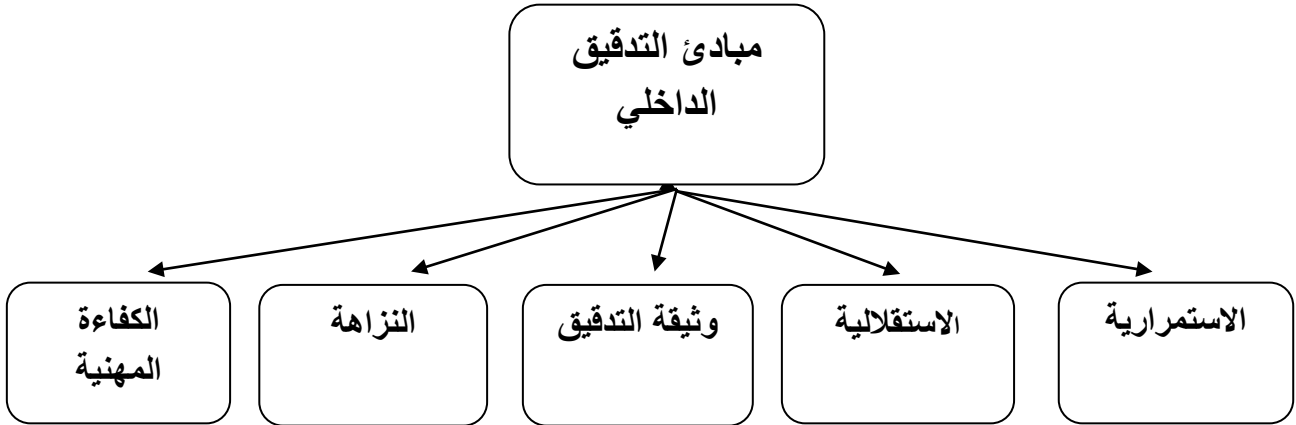 مبادئ التدقيق
الداخلي
الاستمرارية
الاستقلالية
وثيقة التدقيق
النزاهة
الكفاءة
المهنية